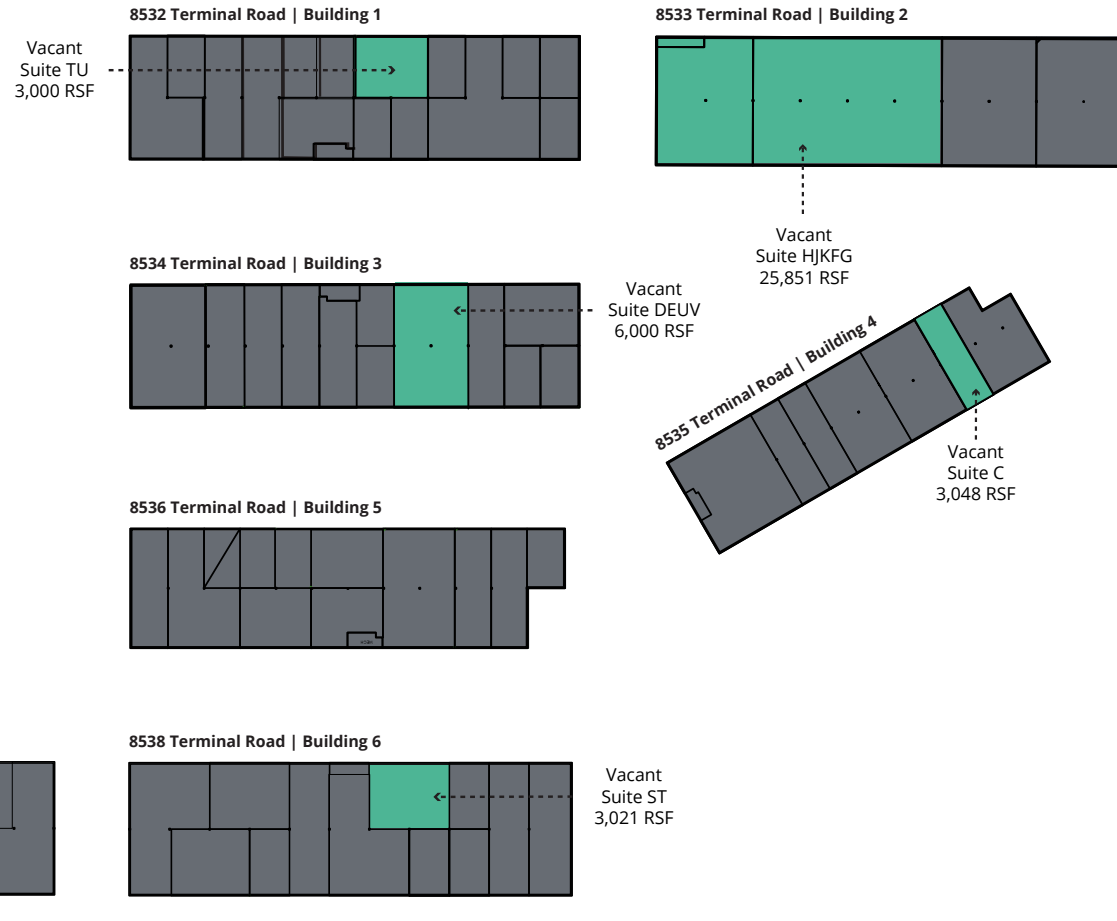 8532 Terminal Road | Building 1
Vacant
Suite TU
3,000 RSF
8533 Terminal Road | Building 2
Vacant
Suite HJKFG
25,851 RSF
8534 Terminal Road | Building 3
Vacant
Suite DEUV
6,000 RSF
8535 Terminal Road | Building 4
Vacant
Suite C
3,048 RSF
8536 Terminal Road | Building 5
8538 Terminal Road | Building 6
Vacant
Suite ST
3,021 RSF